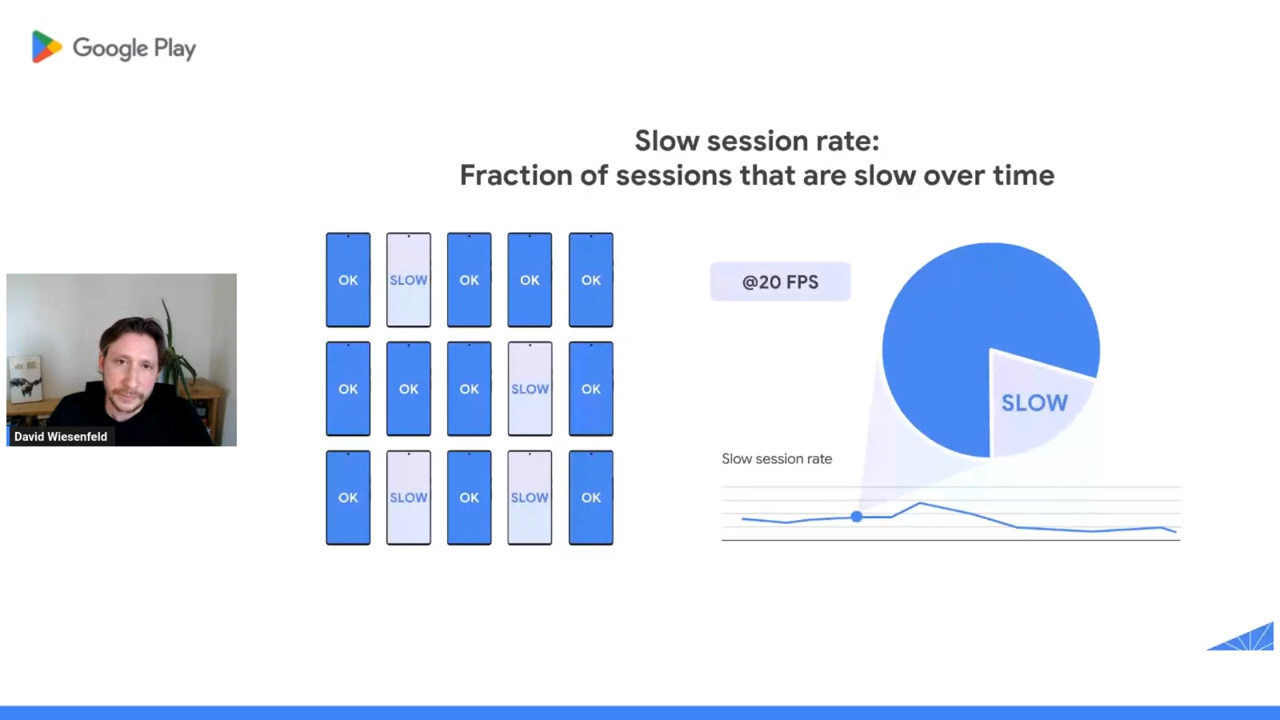 Google Play
Slow session rate:
Fraction of sessions that are slow over time
OK SLOW OK OK OK
OK OK OK SLOW OK
OK SLOW OK SLOW OK
@20 FPS
SLOW
Slow session rate
David Wiesenfeld